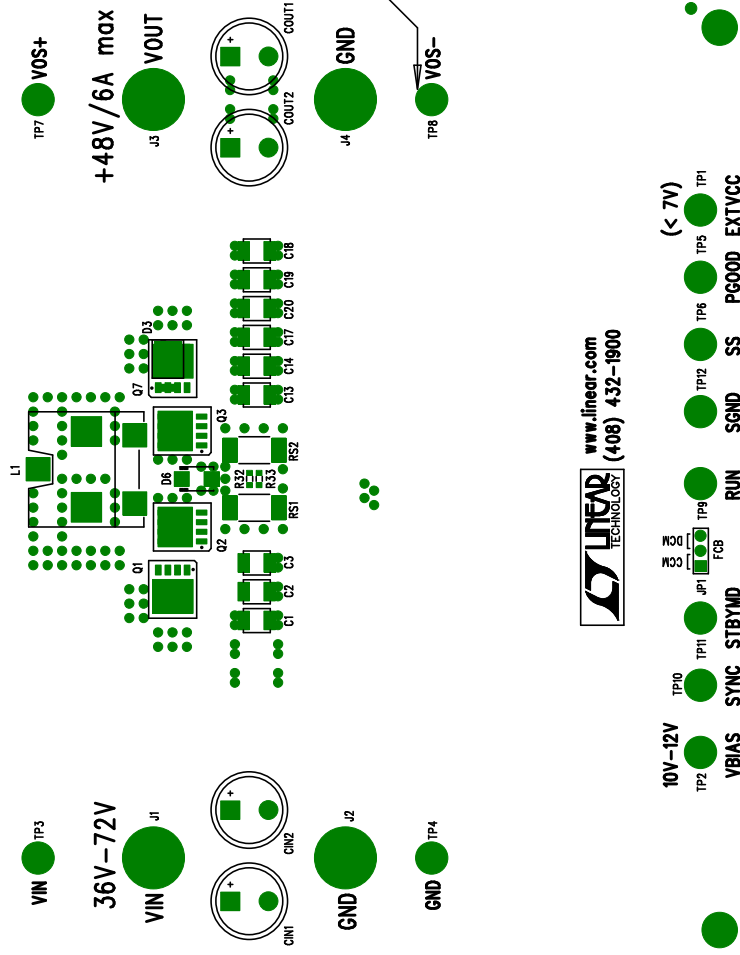 VOS+
TP7
+48V/6A max
VOUT
J3
COUT1
COUT2
GND
J4
VOS-
TP8
C18
C19
C20
C17
C14
C13
D3
Q7
Q3
L1
D6
R32
R33
RS2
RS1
Q2
Q1
C3
C2
C1
TP3
VIN
36V-72V
J1
VIN
CIN2
CIN1
J2
GND
TP4
GND
www.linear.com
(408) 432-1900
LT LINEAR
TECHNOLOGY
(< 7V)
TP1
EXTVCC
TP5
PGOOD
TP6
SS
TP12
SGND
TP9
RUN
DCM
CCM
JP1
FCB
TP11
STBYMD
TP10
SYNC
10V-12V
TP2
VBIAS